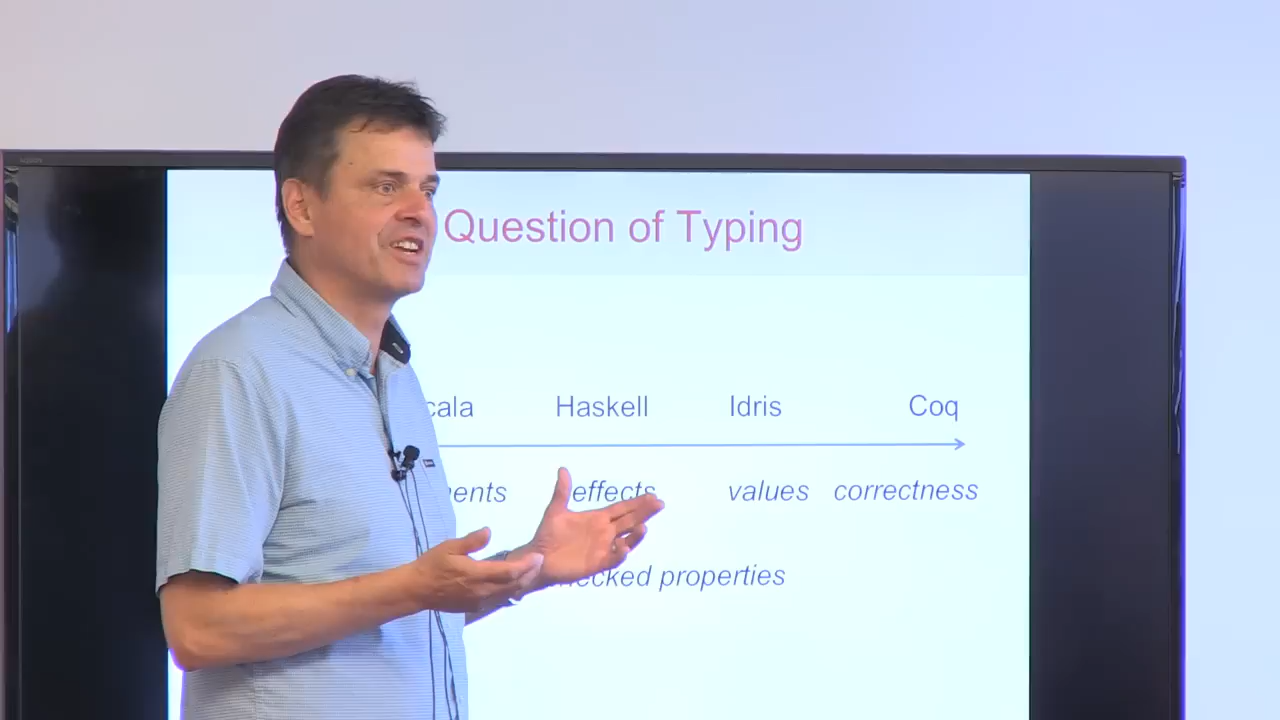 Question of Typing
cala Haskell Idris Coq
ents effects values correctness
ecked properties